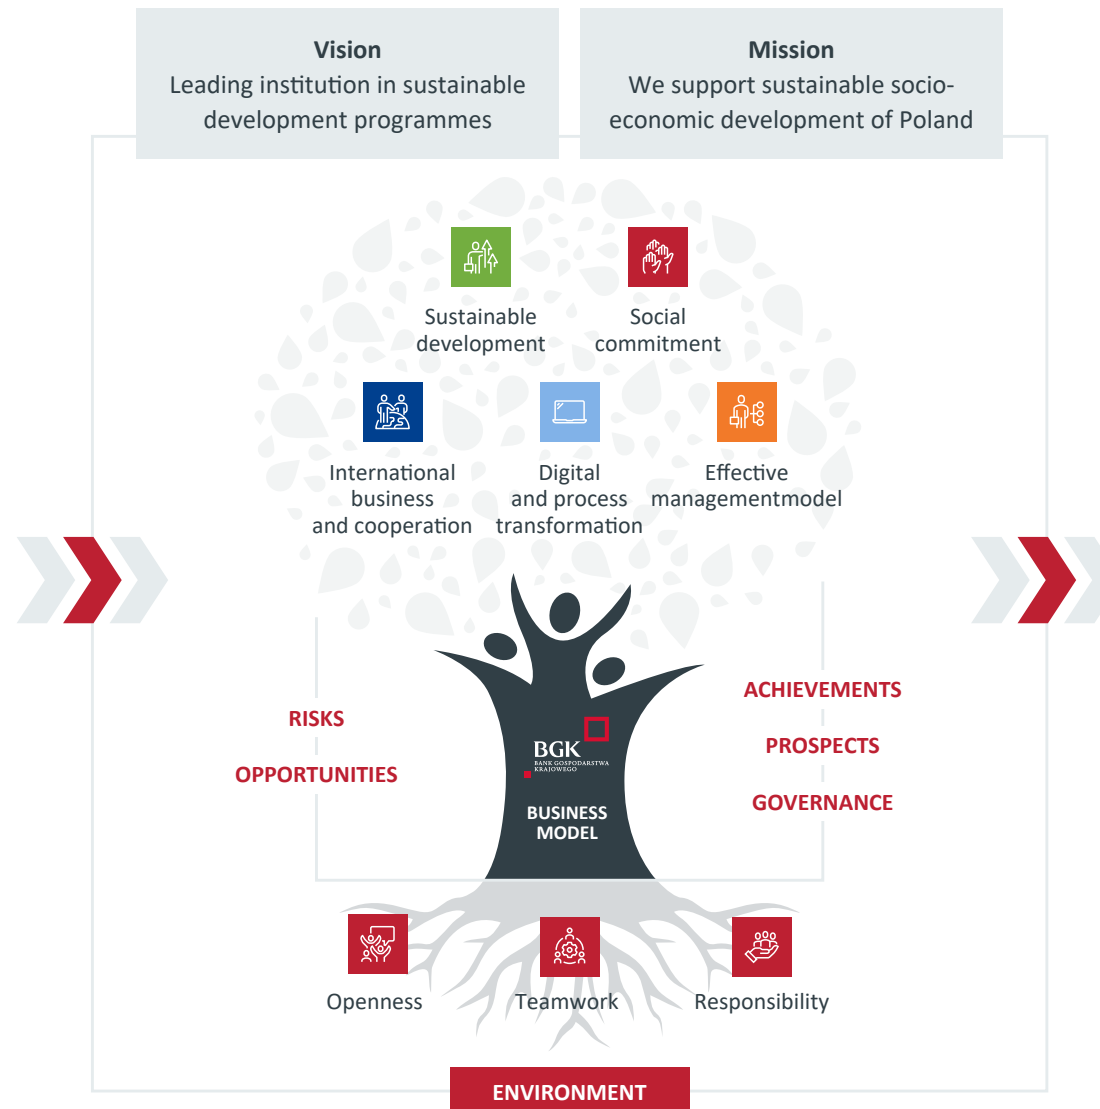 Vision
Leading institution in sustainable
development programmes
Mission
We support sustainable socio-
economic development of Poland
Sustainable
development
Social
commitment
International
business
and cooperation
Digital
and process
transformation
Effective
managementmodel
RISKS
OPPORTUNITIES
BGK
BANK GOSPODARSTWA
KRAJOWEGO
BUSINESS
MODEL
ACHIEVEMENTS
PROSPECTS
GOVERNANCE
Openness
Teamwork
Responsibility
ENVIRONMENT